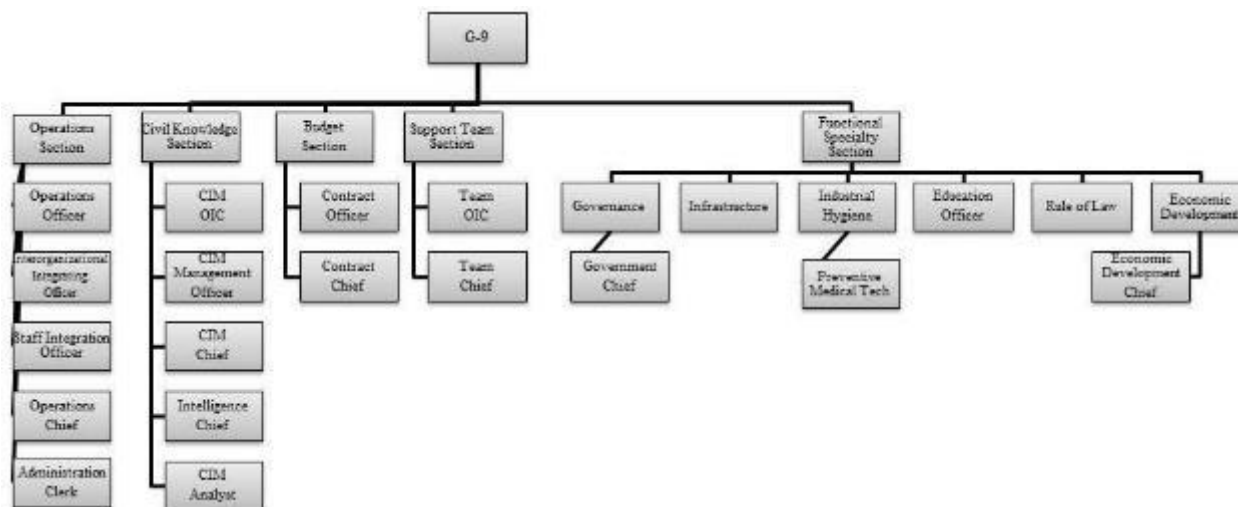 G-9
Operations
Section
Civil Knowledge
Section
Budget
Section
Support Team
Section
Functional
Specialty
Section
Operations
Officer
Interorganizational
Integrating
Officer
Staff Integration
Officer
Operations
Chief
Administration
Clerk
CIM
OIC
CIM
Management
Officer
CIM
Chief
Intelligence
Chief
CIM
Analyst
Contract
Officer
Contract
Chief
Team
OIC
Team
Chief
Governance
Government
Chief
Infrastructure
Industrial
Hygiene
Preventive
Medical Tech
Education
Officer
Rule of Law
Economic
Development
Economic
Development
Chief